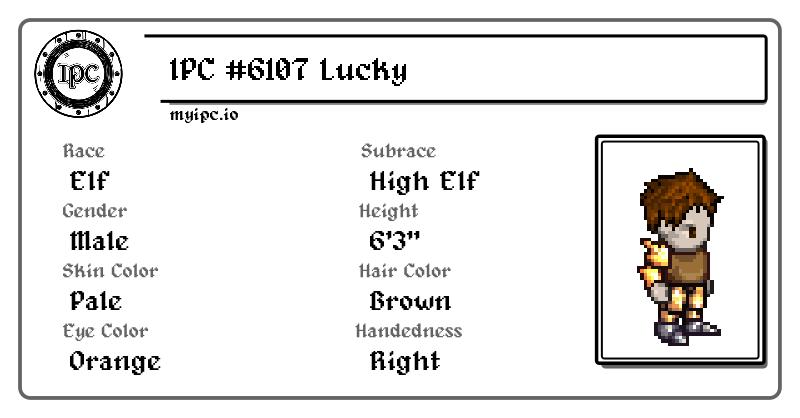 IPC
IPC #6107 Lucky
myipc.io
Race
Elf
Subrace
High Elf
Gender
Male
Height
6'3"
Skin Color
Pale
Hair Color
Brown
Eye Color
Orange
Handedness
Right